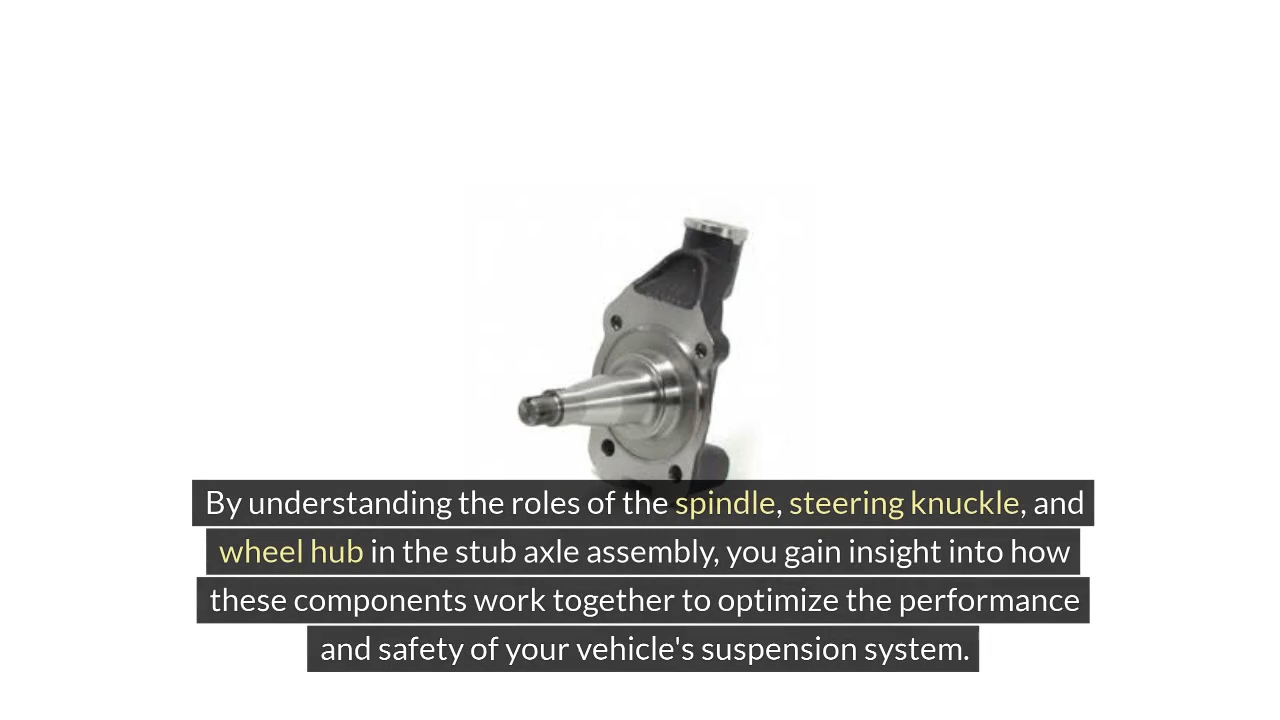 By understanding the roles of the spindle, steering knuckle, and
wheel hub in the stub axle assembly, you gain insight into how
these components work together to optimize the performance
and safety of your vehicle's suspension system.